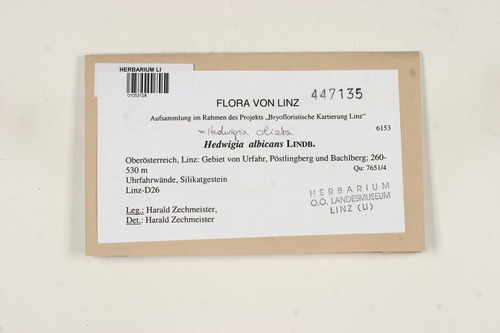 HERBARIUM LI
01053128
FLORA VON LINZ
447135
Aufsammlung im Rahmen des Projekts „Bryofloristische Kartierung Linz"
= Hedwigia ciliata
6153
Hedwigia albicans LINDB.
Oberösterreich, Linz: Gebiet von Urfahr, Pöstlingberg und Bachlberg; 260-
530 m
Qu: 7651/4
Uhrfahrwände, Silikatgestein
Linz-D26
Leg.: Harald Zechmeister,
Det.: Harald Zechmeister
HERBARIUM
O.Ö. LANDESMUSEUM
LINZ (LI)